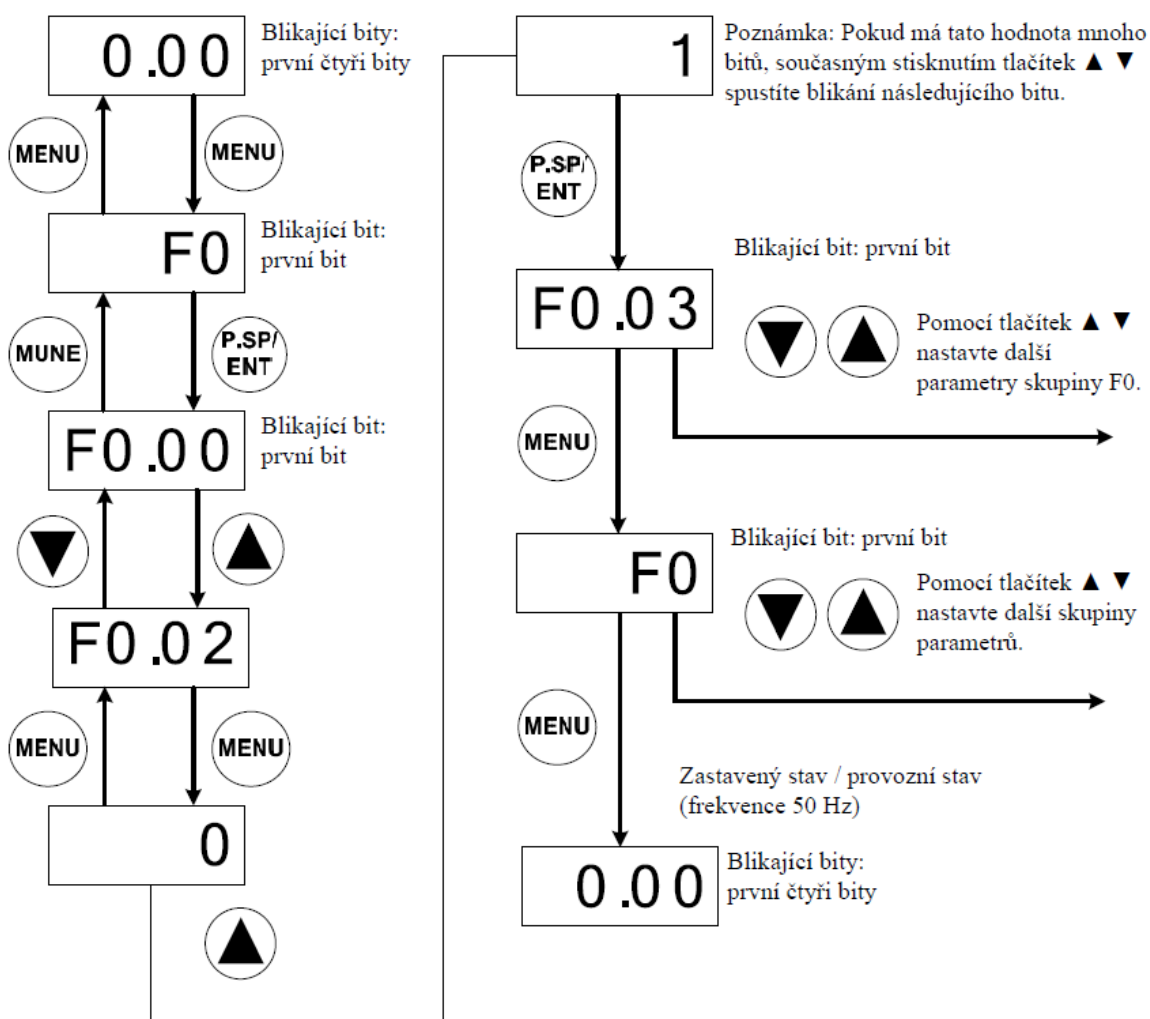 0.00
Blikající bity:
první čtyři bity
MENU
MENU
F0
Blikající bit:
první bit
MUNE
P.SP/
ENT
F0.00
Blikající bit:
první bit
▼
▲
F0.02
MENU
MENU
0
▲
1
Poznámka: Pokud má tato hodnota mnoho
bitů, současným stisknutím tlačítek ▲ ▼
spustíte blikání následujícího bitu.
P.SP/
ENT
Blikající bit: první bit
F0.03
▼ ▲
Pomocí tlačítek ▲ ▼
nastavte další
parametry skupiny F0.
MENU
Blikající bit: první bit
F0
▼ ▲
Pomocí tlačítek ▲ ▼
nastavte další skupiny
parametrů.
MENU
Zastavený stav / provozní stav
(frekvence 50 Hz)
0.00
Blikající bity:
první čtyři bity